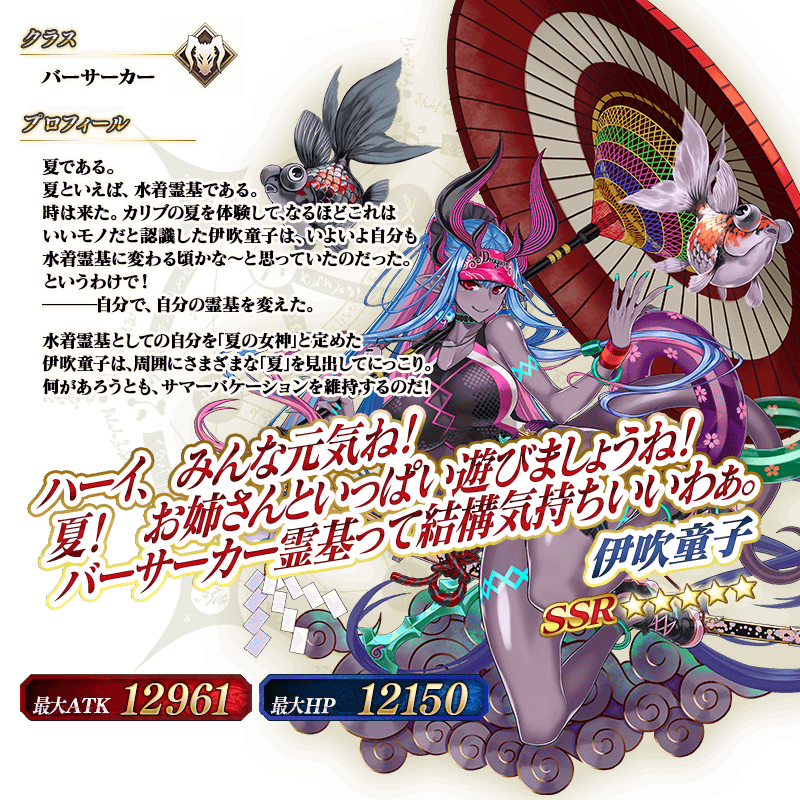 クラス
バーサーカー
プロフィール
夏である。
夏といえば、水着霊基である。
時は来た。カリブの夏を体験して、なるほどこれは
いいモノだと認識した伊吹童子は、いよいよ自分も
水着霊基に変わる頃かな～と思っていたのだった。
というわけで！
―――自分で、自分の霊基を変えた。
水着霊基としての自分を「夏の女神」と定めた
伊吹童子は、周囲にさまざまな「夏」を見出してにっこり。
何があろうとも、サマーバケーションを維持するのだ！
Dragon
ハーイ、みんな元気ね！
夏！　お姉さんといっぱい遊びましょうね！
バーサーカー霊基って結構気持ちいいわぁ。
伊吹童子
SSR
最大ATK 12961
最大HP 12150